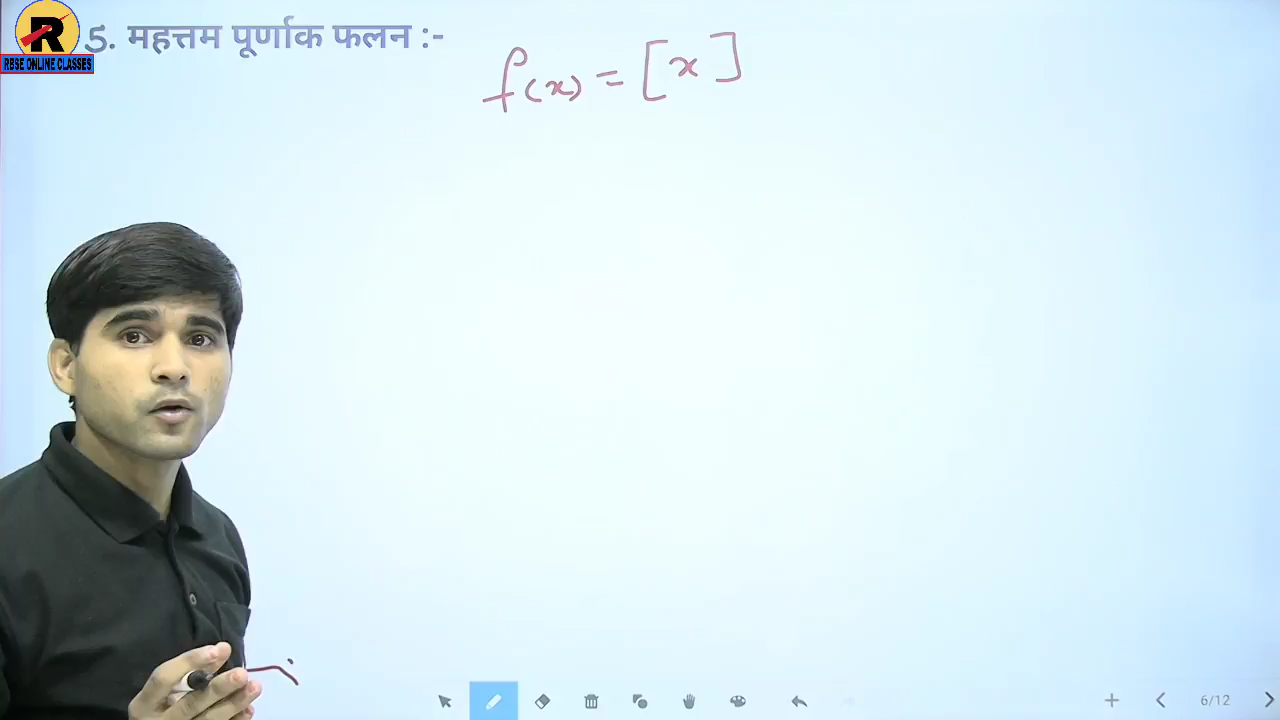 R
RBSE ONLINE CLASSES
5. महत्तम पूर्णाक फलन :-
f(x) = [x]
6/12